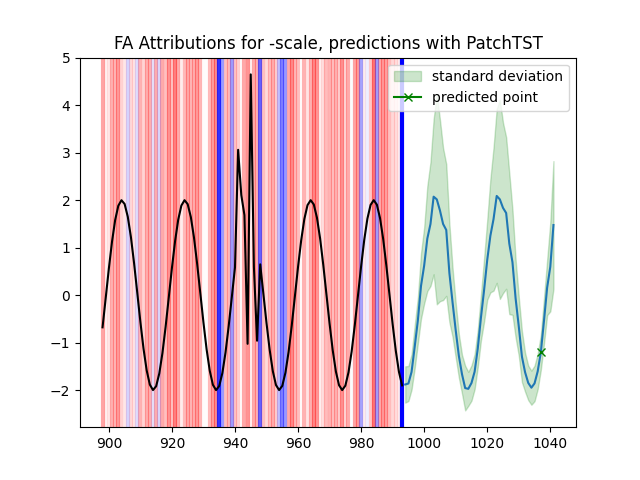 FA Attributions for -scale, predictions with PatchTST
standard deviation
predicted point
5
4
3
2
1
0
−1
−2
900 920 940 960 980 1000 1020 1040